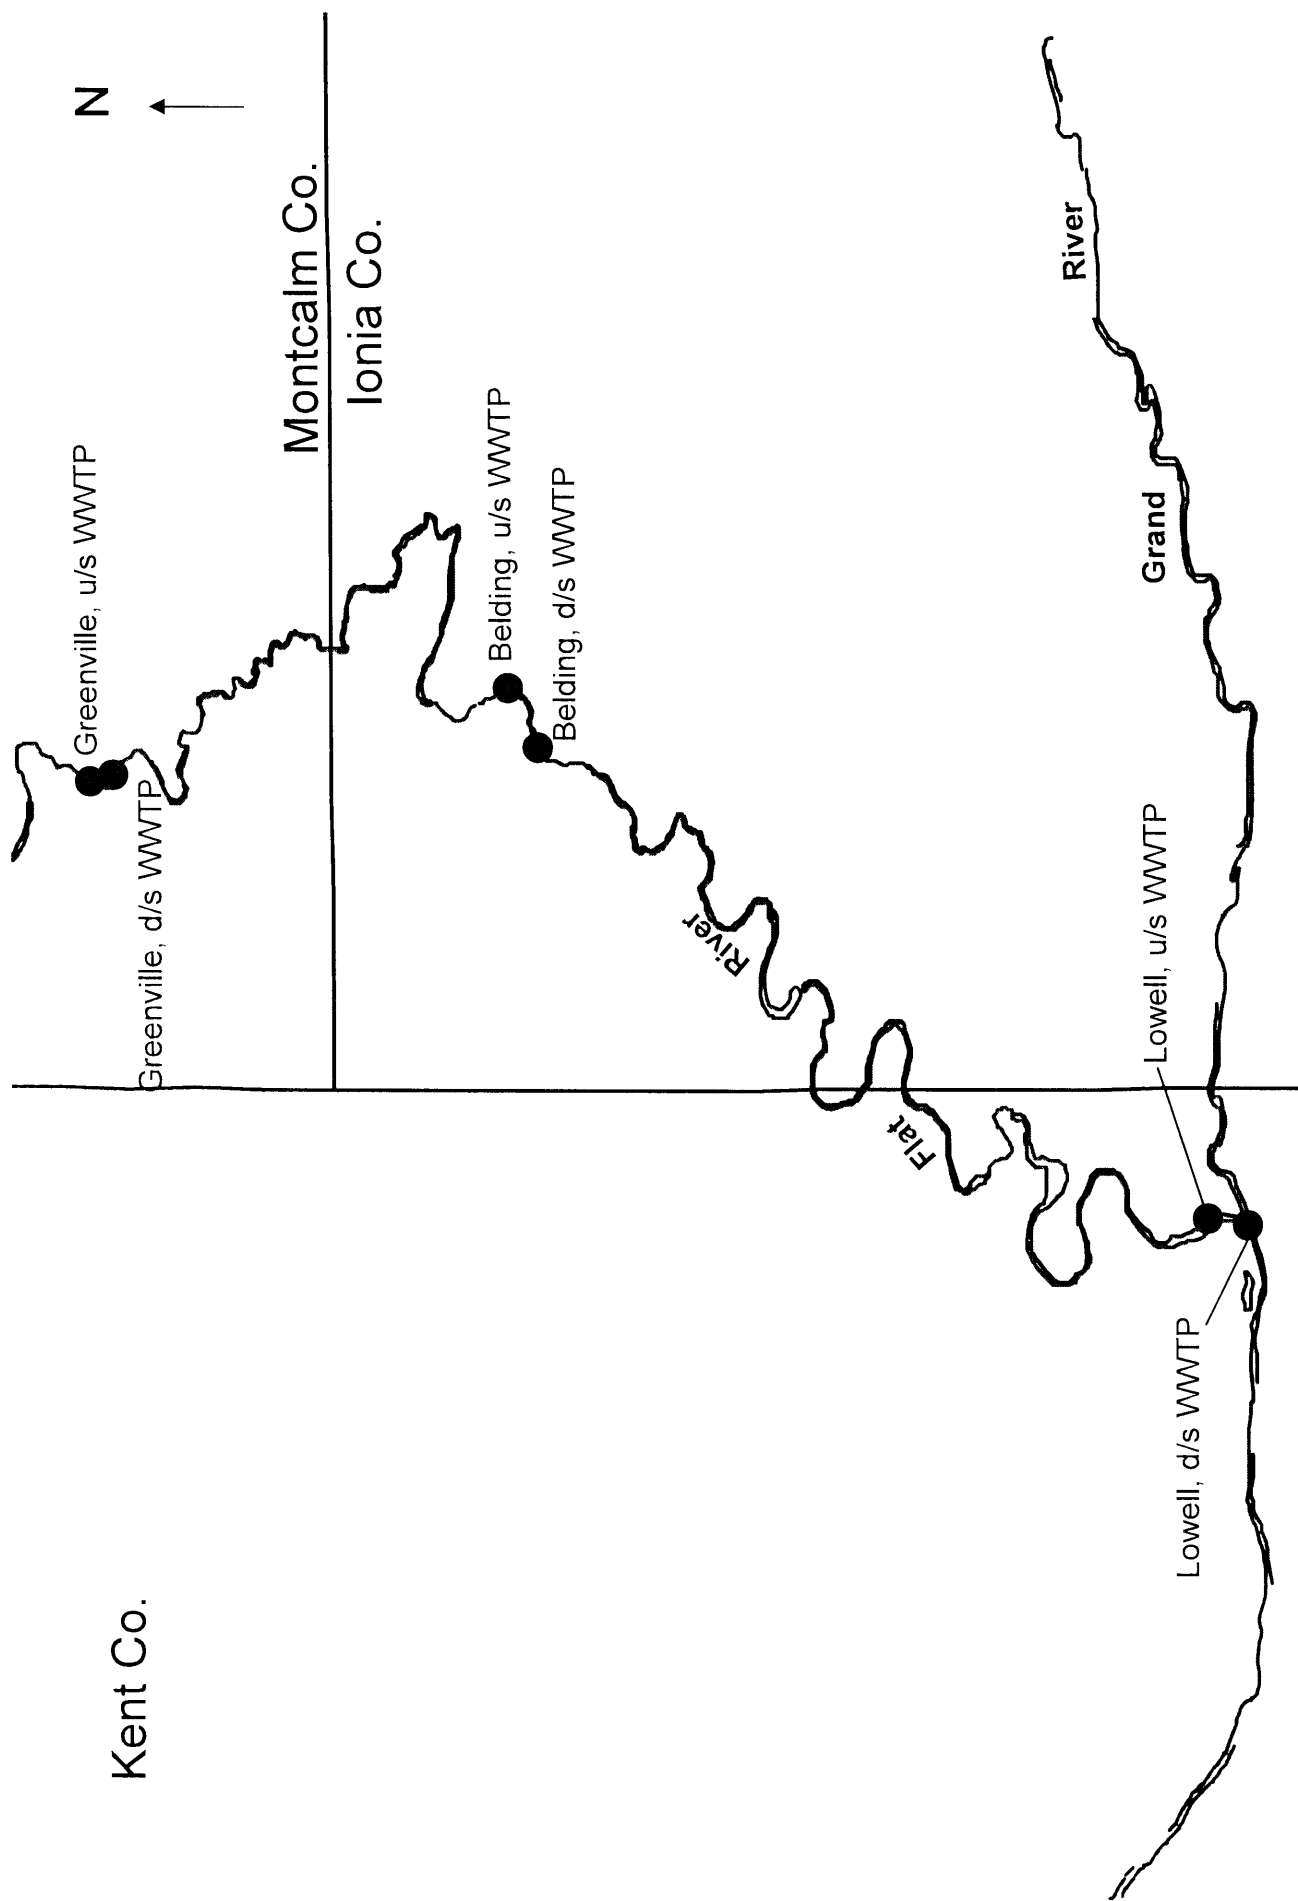 N
Montcalm Co.
Ionia Co.
Kent Co.
Greenville, u/s WWTP
Greenville, d/s WWTP
Belding, u/s WWTP
Belding, d/s WWTP
Flat River
Lowell, u/s WWTP
Lowell, d/s WWTP
Grand River